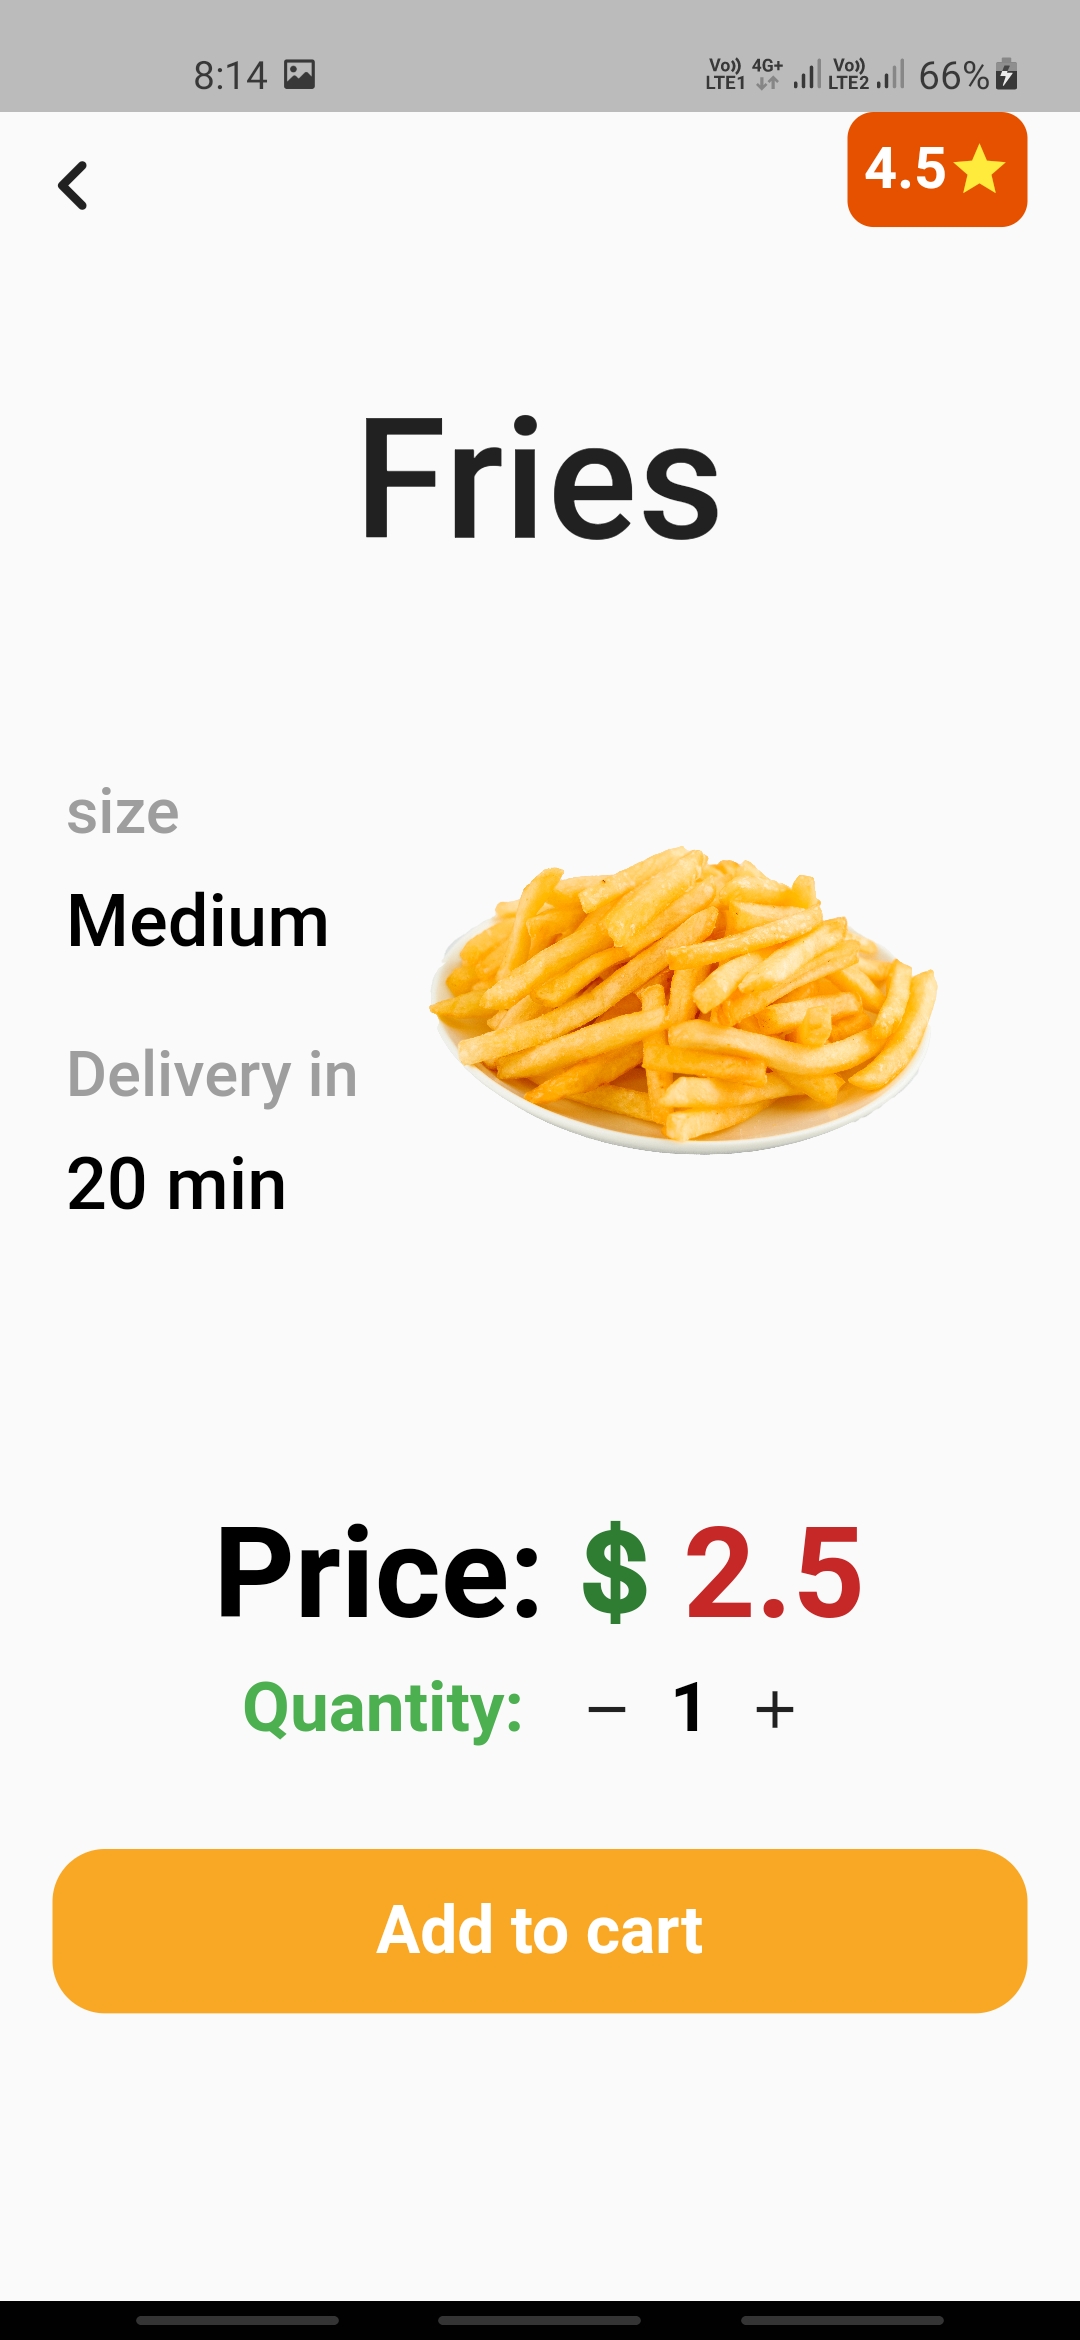 8:14 Vo)) LTE1 4G+ Vo)) LTE2 66%
4.5
Fries
size
Medium
Delivery in
20 min
Price: $ 2.5
Quantity: − 1 +
Add to cart